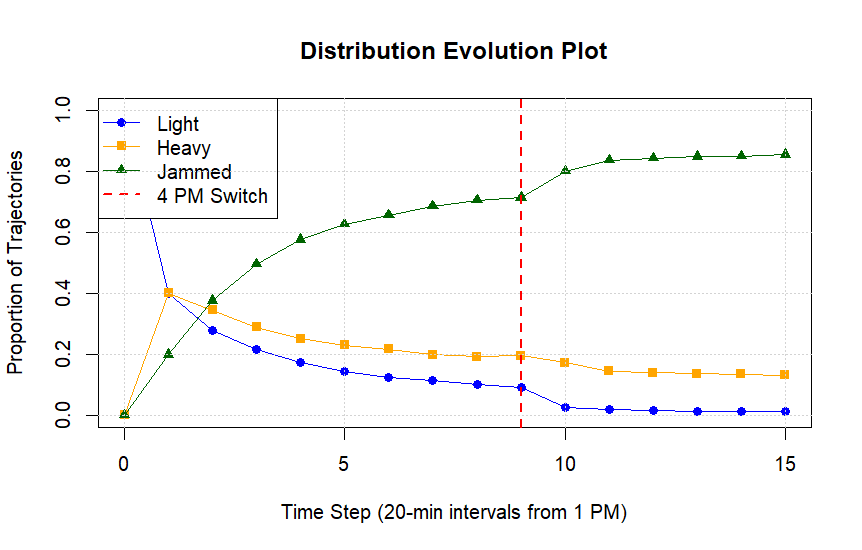 Distribution Evolution Plot
Light
Heavy
Jammed
4 PM Switch
Proportion of Trajectories
1.0
0.8
0.6
0.4
0.2
0.0
0 5 10 15
Time Step (20-min intervals from 1 PM)